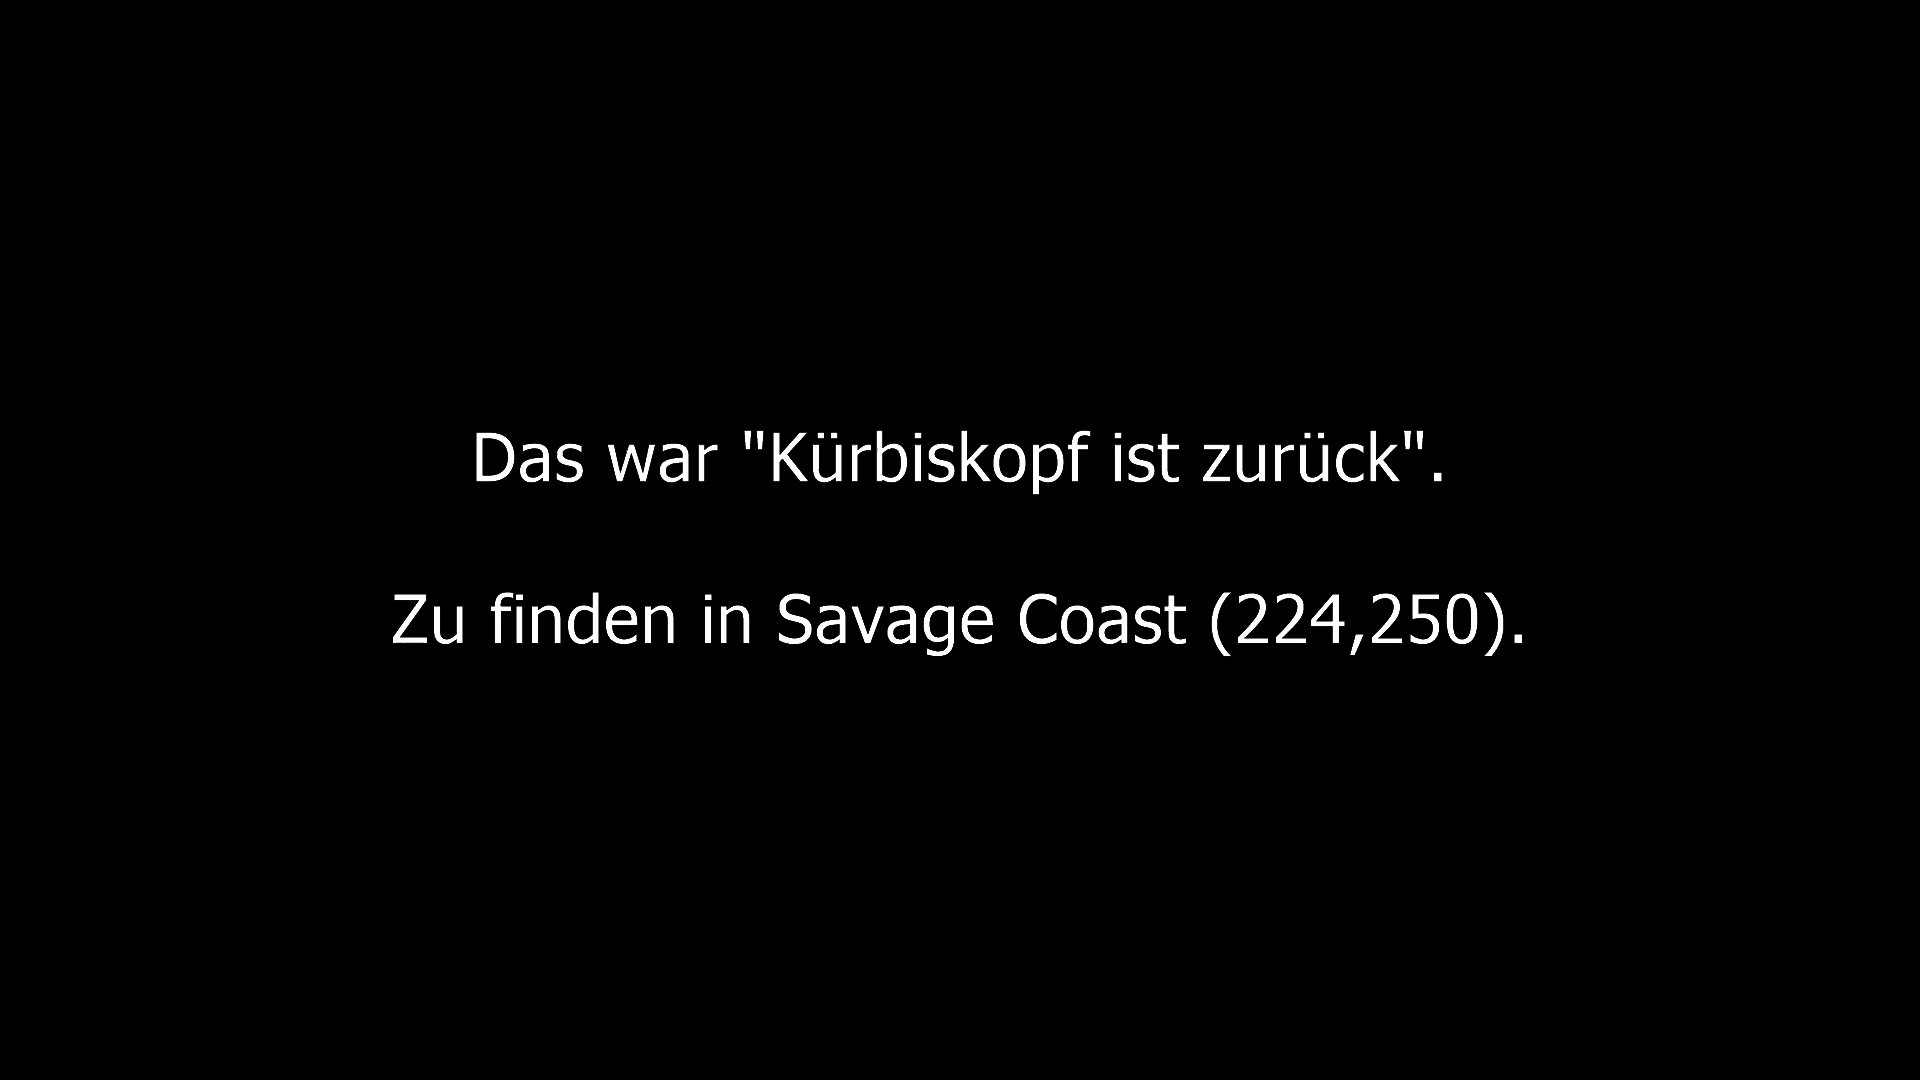 Das war "Kürbiskopf ist zurück".
Zu finden in Savage Coast (224,250).